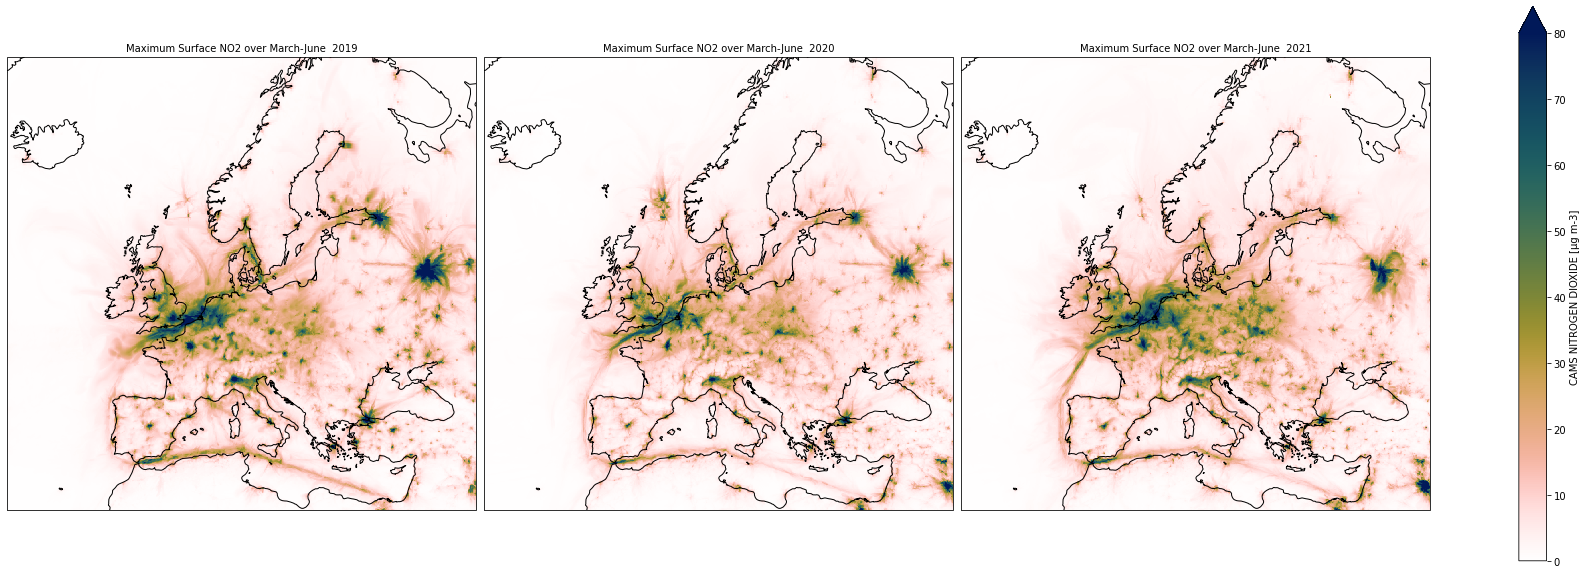 Maximum Surface NO2 over March-June  2019
Maximum Surface NO2 over March-June  2020
Maximum Surface NO2 over March-June  2021
80
70
60
50
40
30
20
10
0
CAMS NITROGEN DIOXIDE [µg m-3]